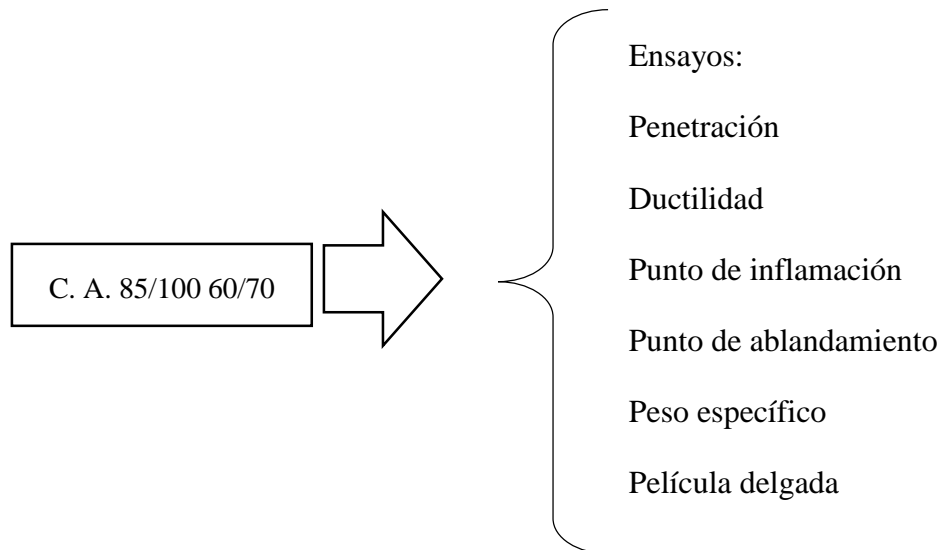 Ensayos:
Penetración
Ductilidad
C. A. 85/100 60/70
Punto de inflamación
Punto de ablandamiento
Peso específico
Película delgada